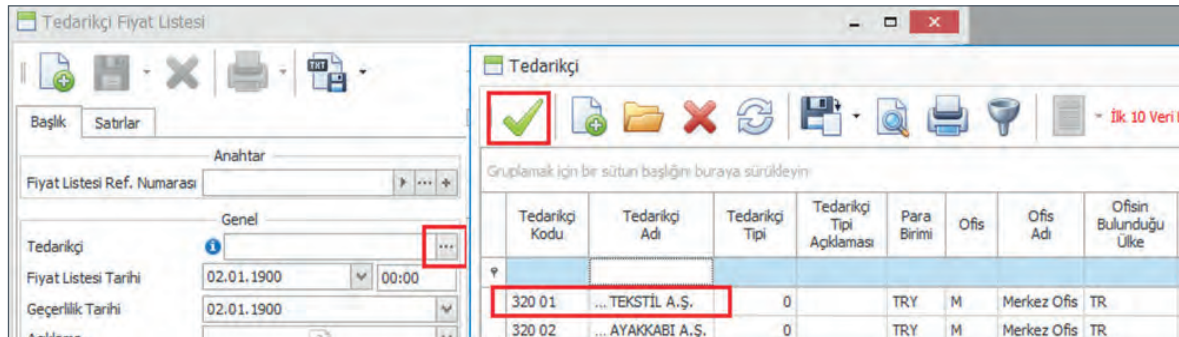 Tedarikçi Fiyat Listesi
TXT
Başlık Satırlar
Anahtar
Fiyat Listesi Ref. Numarası
Genel
Tedarikçi
Fiyat Listesi Tarihi 02.01.1900 00:00
Geçerlilik Tarihi 02.01.1900
Tedarikçi
İlk 10 Veri
Gruplamak için bir sütun başlığını buraya sürükleyin
Tedarikçi Kodu Tedarikçi Adı Tedarikçi Tipi Tedarikçi Tipi Açıklaması Para Birimi Ofis Ofis Adı Ofisin Bulunduğu Ülke
320 01 ... TEKSTİL A.Ş. 0 TRY M Merkez Ofis TR
320 02 ... AYAKKABI A.Ş. 0 TRY M Merkez Ofis TR